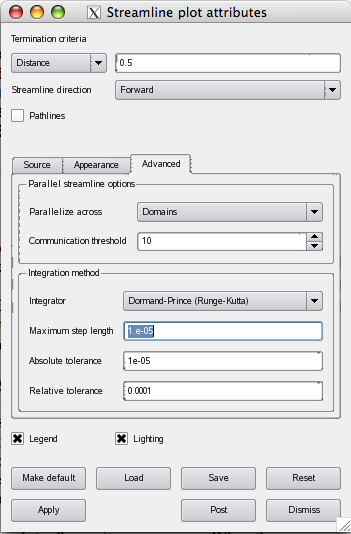 Streamline plot attributes
Termination criteria
Distance 0.5
Streamline direction Forward
Pathlines
Source Appearance Advanced
Parallel streamline options
Parallelize across Domains
Communication threshold 10
Integration method
Integrator Dormand-Prince (Runge-Kutta)
Maximum step length 1.e-05
Absolute tolerance 1e-05
Relative tolerance 0.0001
Legend Lighting
Make default Load Save Reset
Apply Post Dismiss